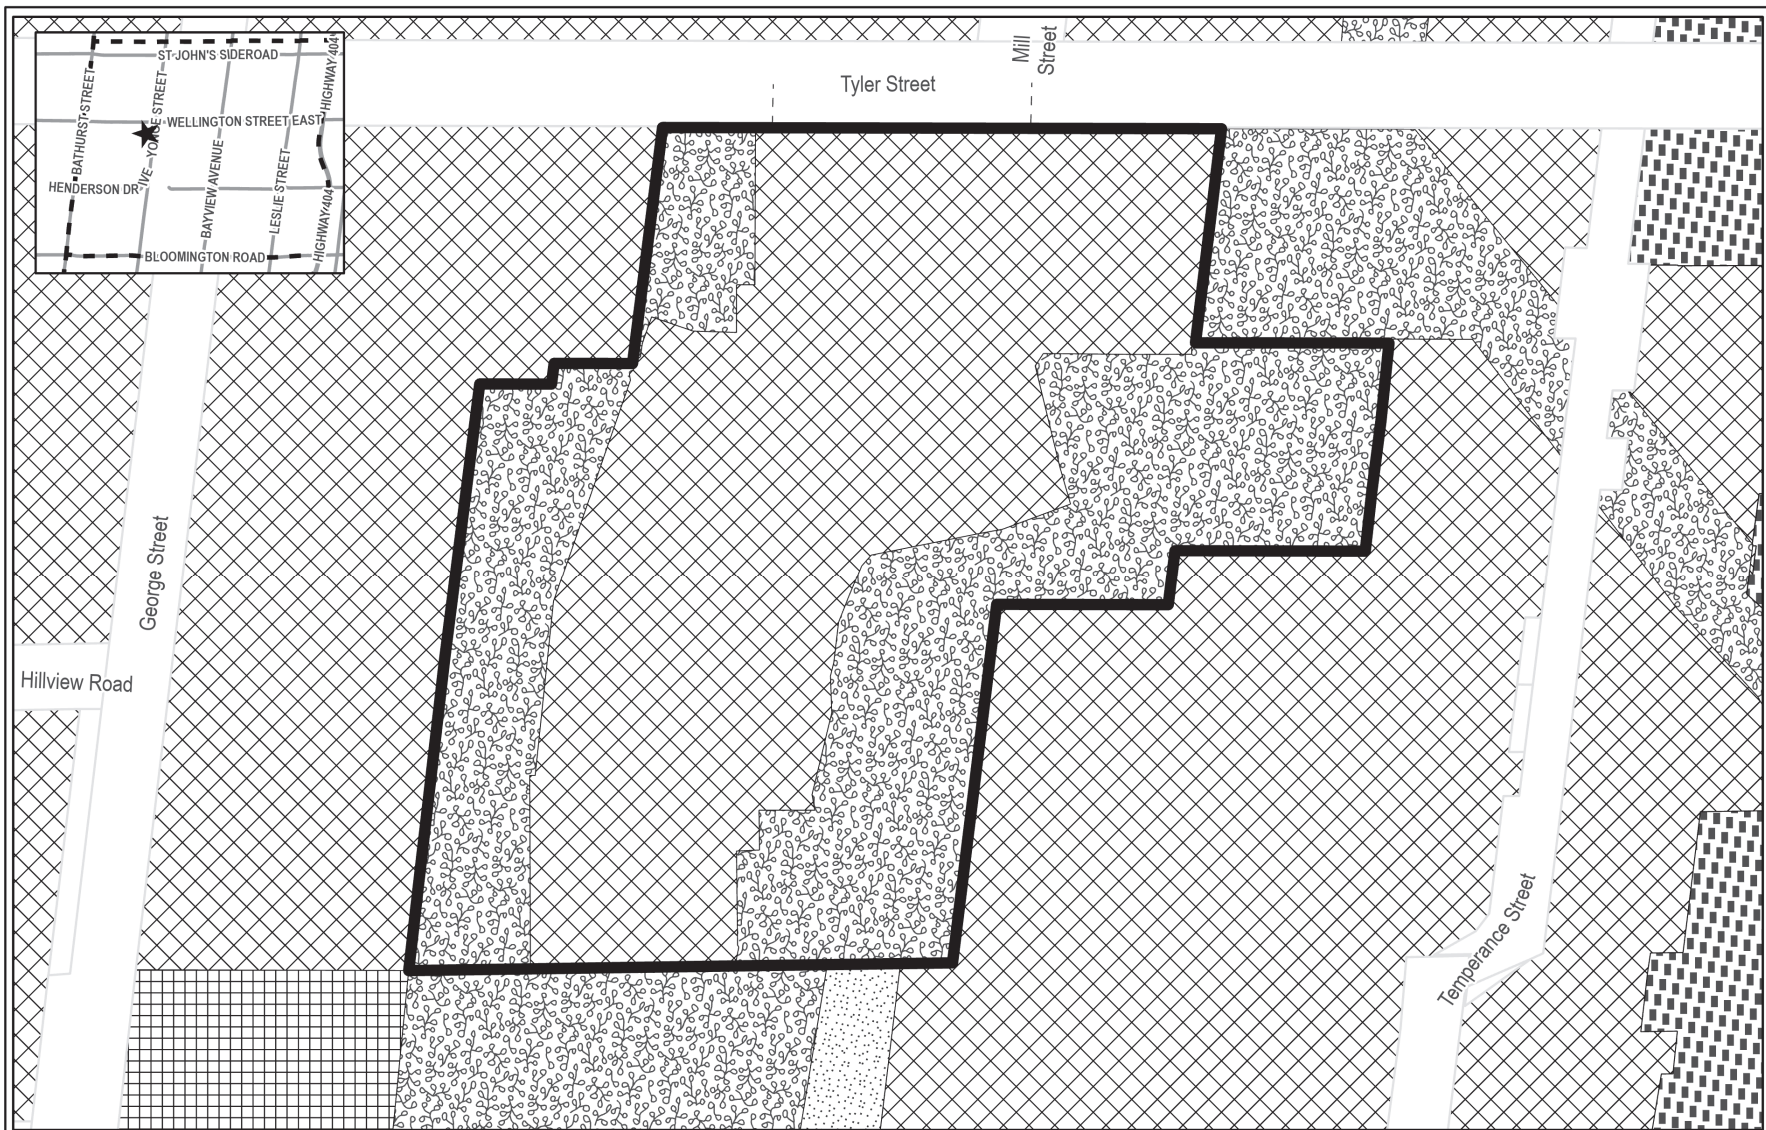 ST JOHN'S SIDEROAD
BATHURST STREET
YONGE STREET
HIGHWAY 404
WELLINGTON STREET EAST
BAYVIEW AVENUE
LESLIE STREET
HENDERSON DR
IVE
HIGHWAY 404
BLOOMINGTON ROAD
Tyler Street
Mill
Street
George Street
Hillview Road
Temperance Street